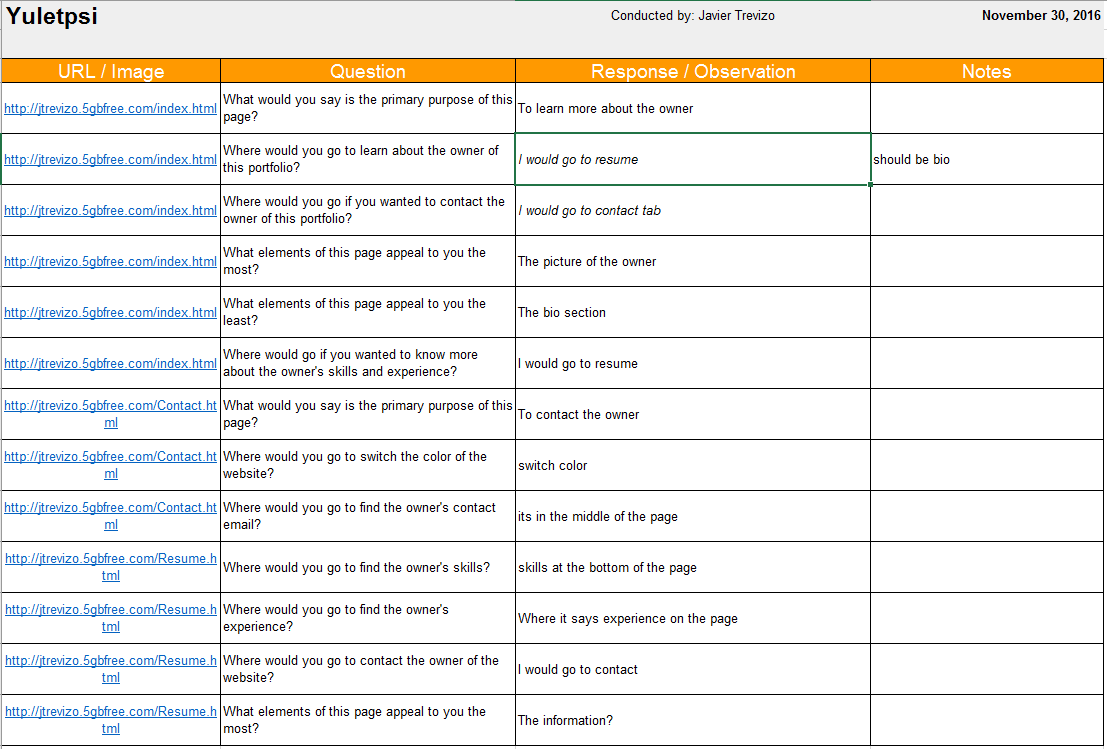 Yuletpsi
Conducted by: Javier Trevizo
November 30, 2016
URL / Image
Question
Response / Observation
Notes
http://jtrevizo.5gbfree.com/index.html
What would you say is the primary purpose of this
page?
To learn more about the owner
http://jtrevizo.5gbfree.com/index.html
Where would you go to learn about the owner of
this portfolio?
I would go to resume
should be bio
http://jtrevizo.5gbfree.com/index.html
Where would you go if you wanted to contact the
owner of this portfolio?
I would go to contact tab
http://jtrevizo.5gbfree.com/index.html
What elements of this page appeal to you the
most?
The picture of the owner
http://jtrevizo.5gbfree.com/index.html
What elements of this page appeal to you the
least?
The bio section
http://jtrevizo.5gbfree.com/index.html
Where would go if you wanted to know more
about the owner's skills and experience?
I would go to resume
http://jtrevizo.5gbfree.com/Contact.ht
ml
What would you say is the primary purpose of this
page?
To contact the owner
http://jtrevizo.5gbfree.com/Contact.ht
ml
Where would you go to switch the color of the
website?
switch color
http://jtrevizo.5gbfree.com/Contact.ht
ml
Where would you go to find the owner's contact
email?
its in the middle of the page
http://jtrevizo.5gbfree.com/Resume.h
tml
Where would you go to find the owner's skills?
skills at the bottom of the page
http://jtrevizo.5gbfree.com/Resume.h
tml
Where would you go to find the owner's
experience?
Where it says experience on the page
http://jtrevizo.5gbfree.com/Resume.h
tml
Where would you go to contact the owner of the
website?
I would go to contact
http://jtrevizo.5gbfree.com/Resume.h
tml
What elements of this page appeal to you the
most?
The information?